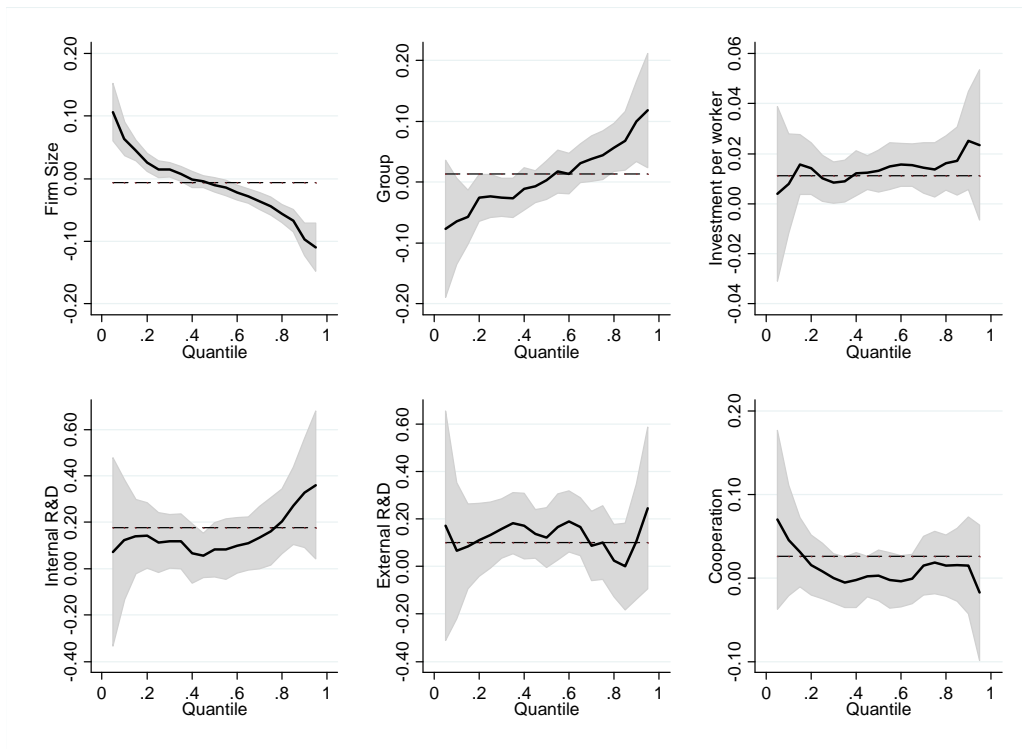 Firm Size
0.20
0.10
0.00
-0.10
-0.20
0 .2 .4 .6 .8 1
Quantile
Group
0.20
0.10
0.00
-0.10
-0.20
0 .2 .4 .6 .8 1
Quantile
Investment per worker
0.06
0.04
0.02
0.00
-0.02
-0.04
0 .2 .4 .6 .8 1
Quantile
Internal R&D
0.60
0.40
0.20
0.00
-0.20
-0.40
0 .2 .4 .6 .8 1
Quantile
External R&D
0.60
0.40
0.20
0.00
-0.20
-0.40
0 .2 .4 .6 .8 1
Quantile
Cooperation
0.20
0.10
0.00
-0.10
0 .2 .4 .6 .8 1
Quantile